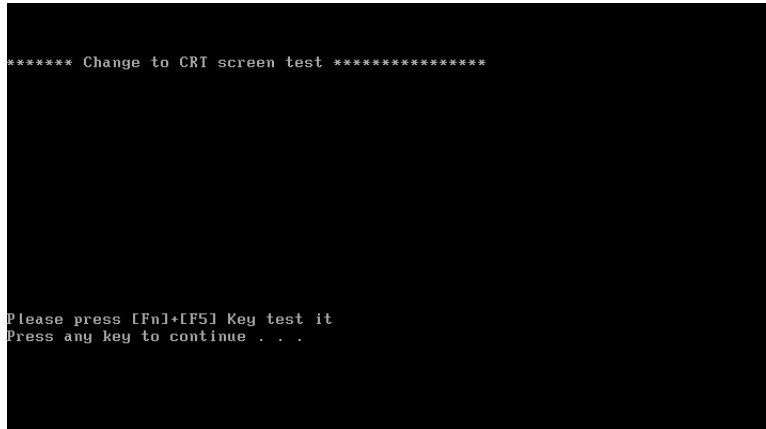 ******* Change to CRT screen test ****************
Please press [Fn]+[F5] Key test it
Press any key to continue . . .